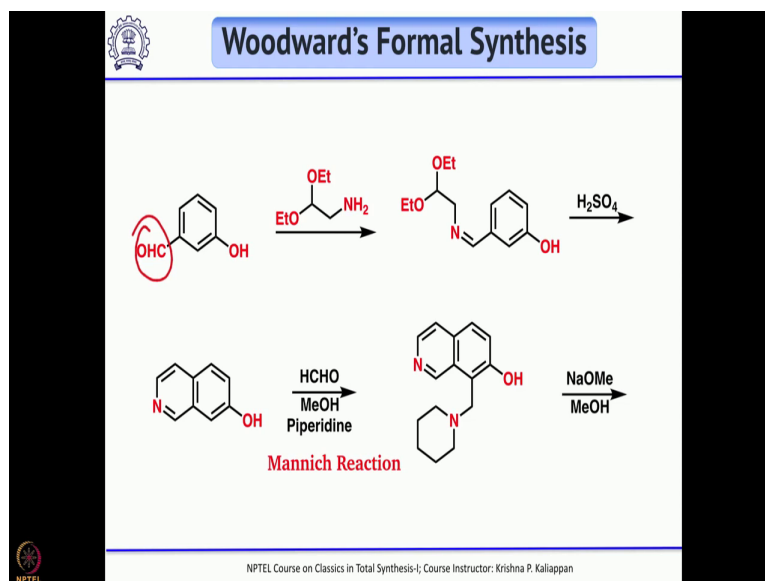 Woodward's Formal Synthesis
OEt
EtO
NH2
OHC
OH
OEt
EtO
N
OH
H2SO4
N
OH
HCHO
MeOH
Piperidine
Mannich Reaction
N
OH
N
NaOMe
MeOH
NPTEL Course on Classics in Total Synthesis-I; Course Instructor: Krishna P. Kaliappan
NPTEL